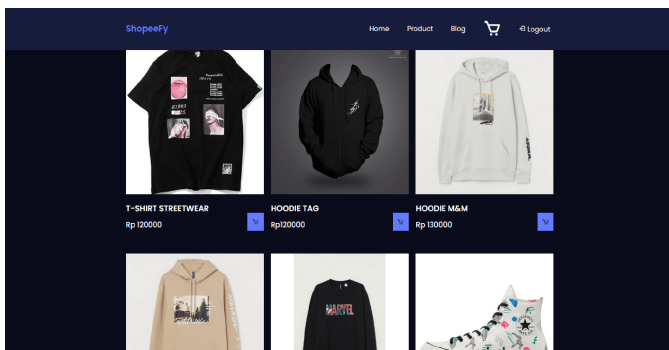 ShopeeFy
Home Product Blog Logout
T-SHIRT STREETWEAR HOODIE TAG HOODIE M&M
Rp 120000 Rp120000 Rp 130000
MARVEL